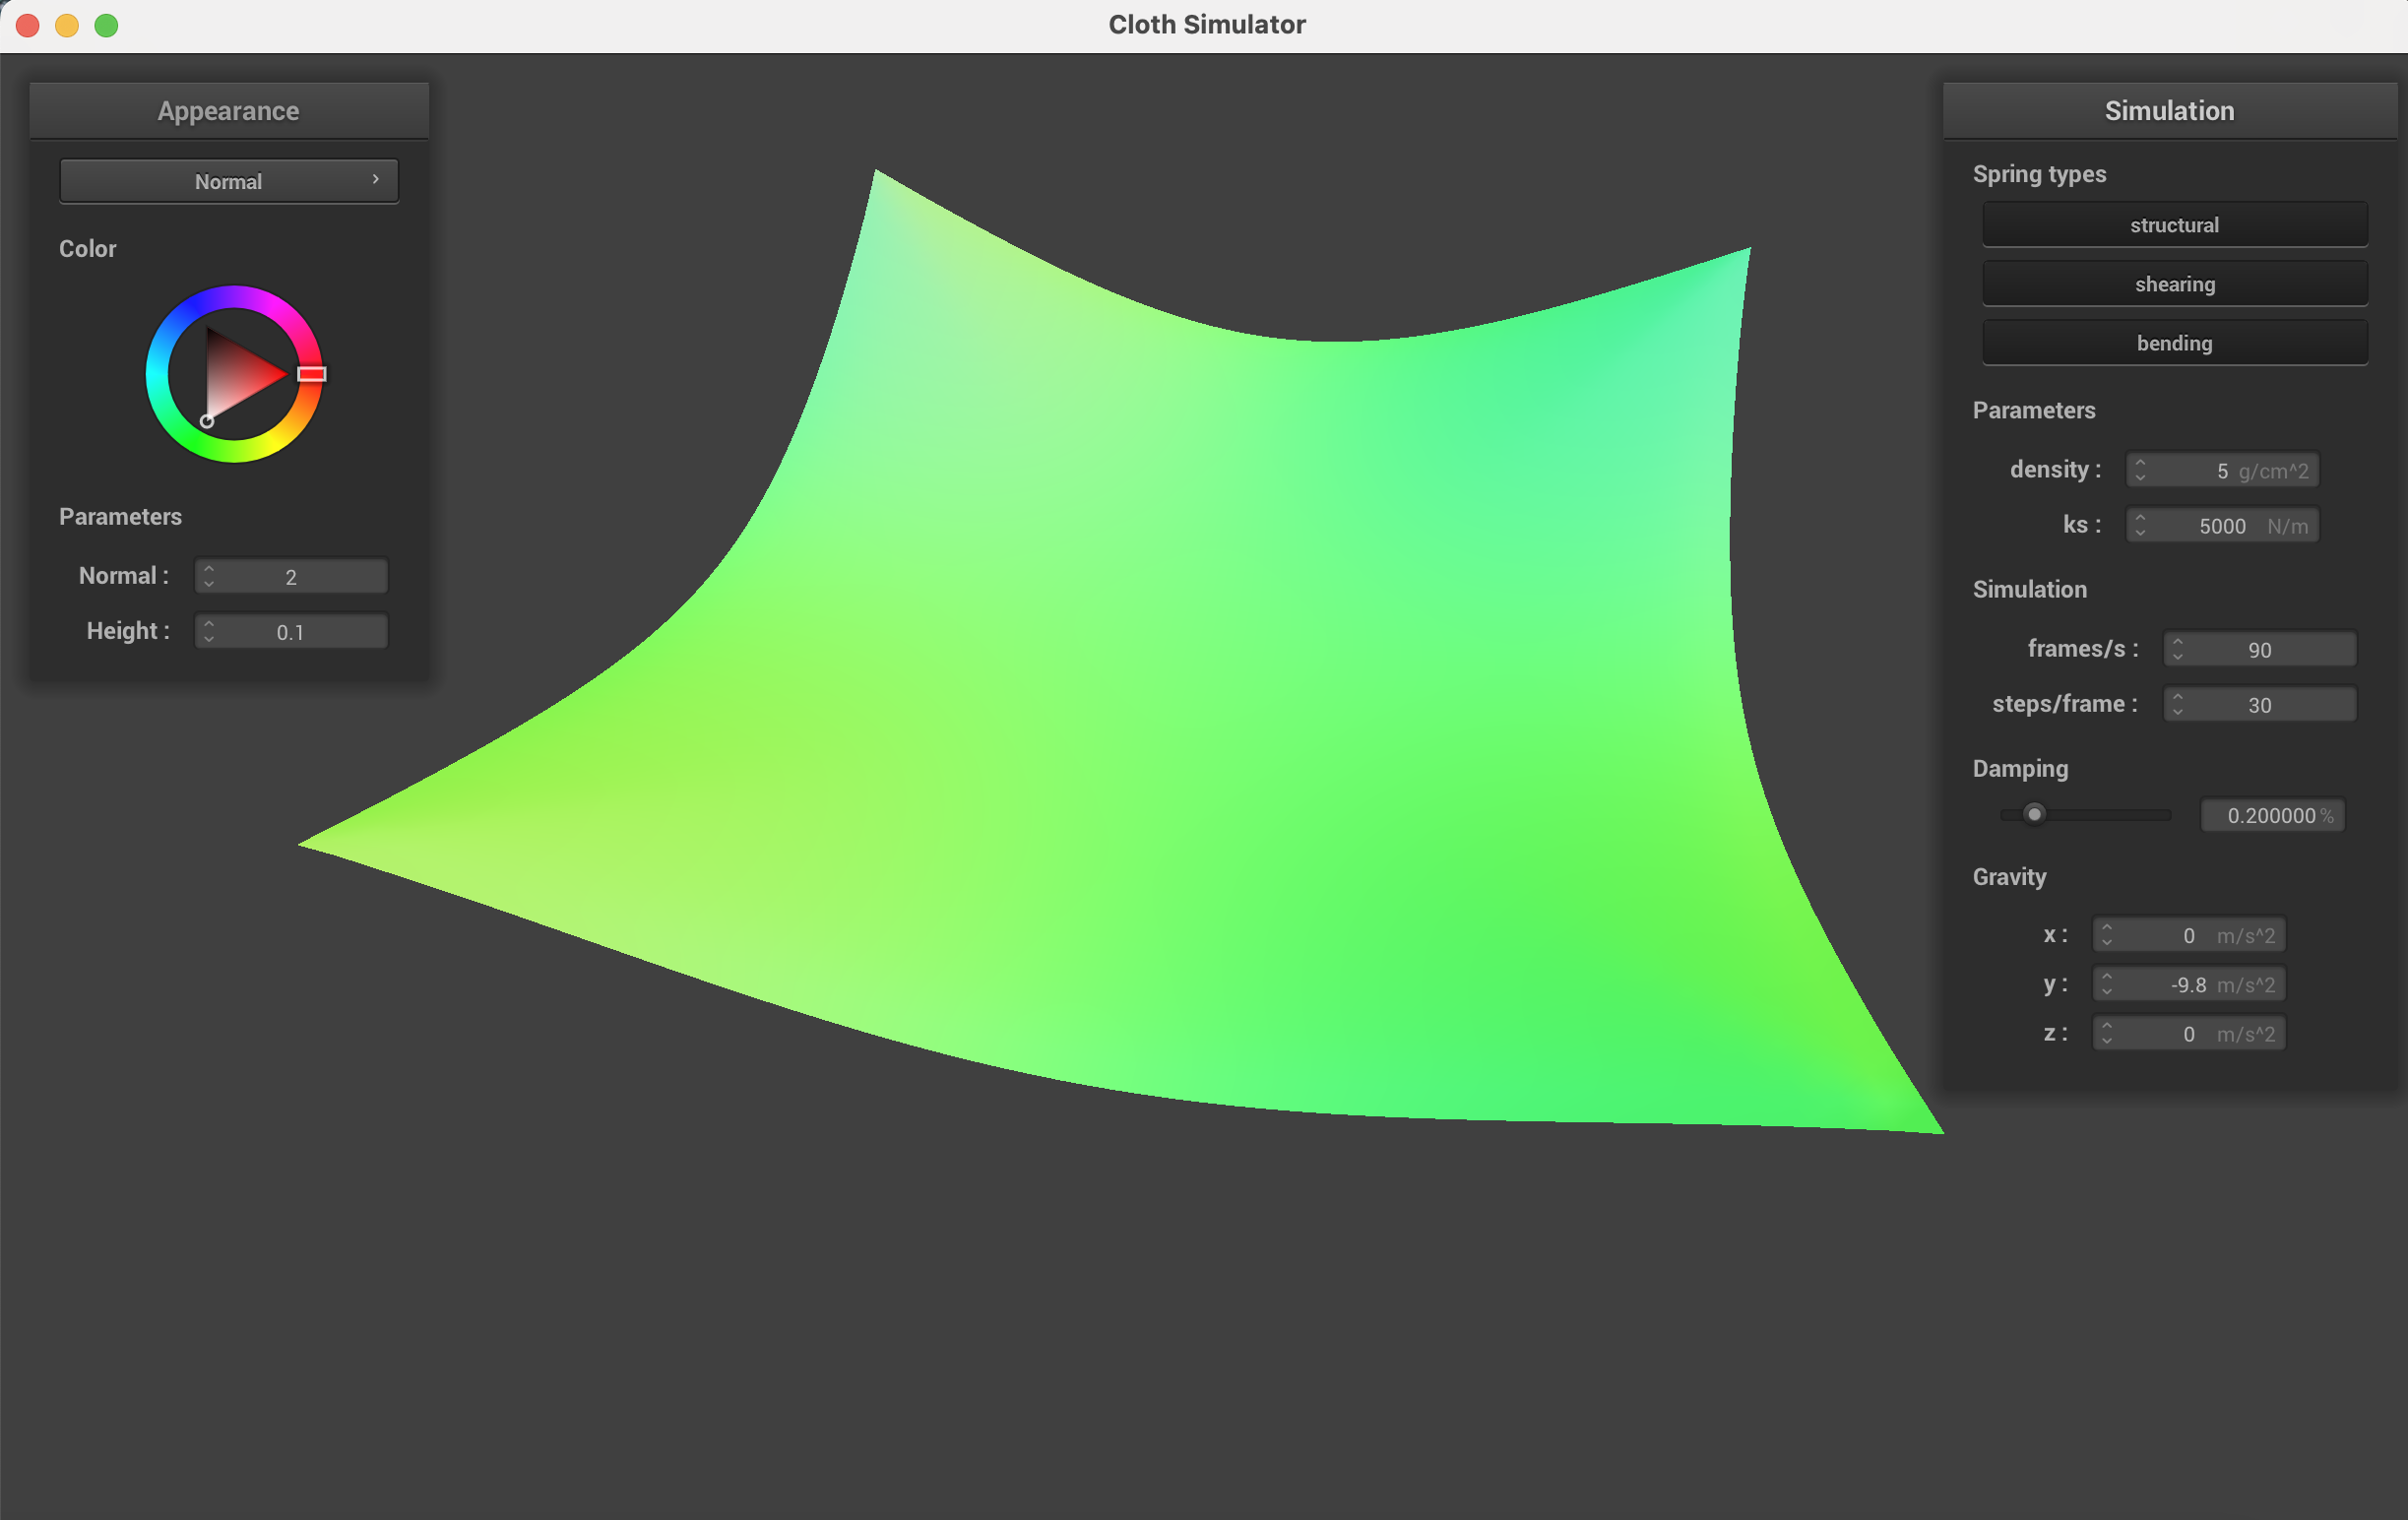 Cloth Simulator
Appearance
Normal
Color
Parameters
Normal : 2
Height : 0.1
Simulation
Spring types
structural
shearing
bending
Parameters
density : 5 g/cm^2
ks : 5000 N/m
Simulation
frames/s : 90
steps/frame : 30
Damping
0.200000 %
Gravity
x : 0 m/s^2
y : -9.8 m/s^2
z : 0 m/s^2